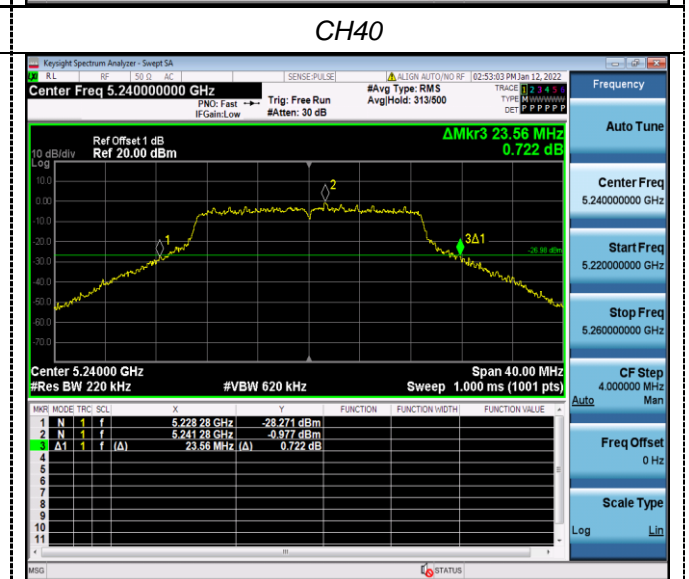 CH40
Keysight Spectrum Analyzer - Swept SA
RL RF 50 Ω AC SENSE:PULSE ALIGN AUTO/NO RF 02:53:03 PM Jan 12, 2022
Center Freq 5.240000000 GHz #Avg Type: RMS TRACE 1 2 3 4 5 6
PNO: Fast Trig: Free Run Avg|Hold: 313/500 TYPE M WWWWW
IFGain:Low #Atten: 30 dB DET P P P P P P
Frequency
Auto Tune
Center Freq
5.240000000 GHz
Start Freq
5.220000000 GHz
Stop Freq
5.260000000 GHz
CF Step
4.000000 MHz
Auto Man
Freq Offset
0 Hz
Scale Type
Log Lin
Ref Offset 1 dB ΔMkr3 23.56 MHz
10 dB/div Ref 20.00 dBm 0.722 dB
Log
10.0
0.00
-10.0
-20.0
-30.0
-40.0
-50.0
-60.0
-70.0
1
2
3Δ1
-26.98 dBm
Center 5.24000 GHz Span 40.00 MHz
#Res BW 220 kHz #VBW 620 kHz Sweep 1.000 ms (1001 pts)
MKR MODE TRC SCL X Y FUNCTION FUNCTION WIDTH FUNCTION VALUE
1 N 1 f 5.228 28 GHz -28.271 dBm
2 N 1 f 5.241 28 GHz -0.977 dBm
3 Δ1 1 f (Δ) 23.56 MHz (Δ) 0.722 dB
4
5
6
7
8
9
10
11
MSG STATUS